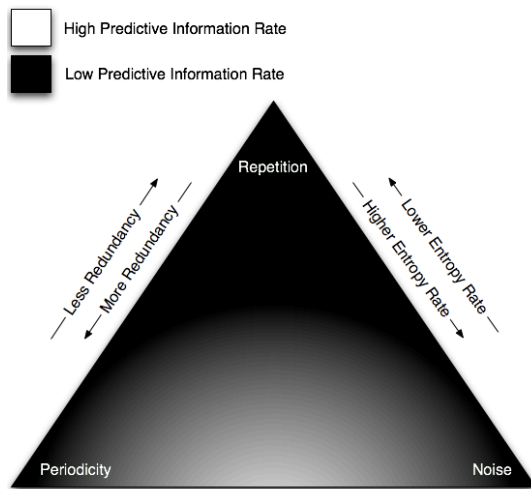 High Predictive Information Rate
Low Predictive Information Rate
Repetition
Less Redundancy
More Redundancy
Lower Entropy Rate
Higher Entropy Rate
Periodicity
Noise